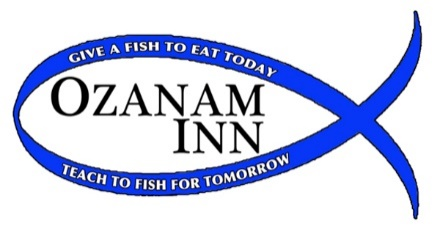 GIVE A FISH TO EAT TODAY
OZANAM
INN
TEACH TO FISH FOR TOMORROW